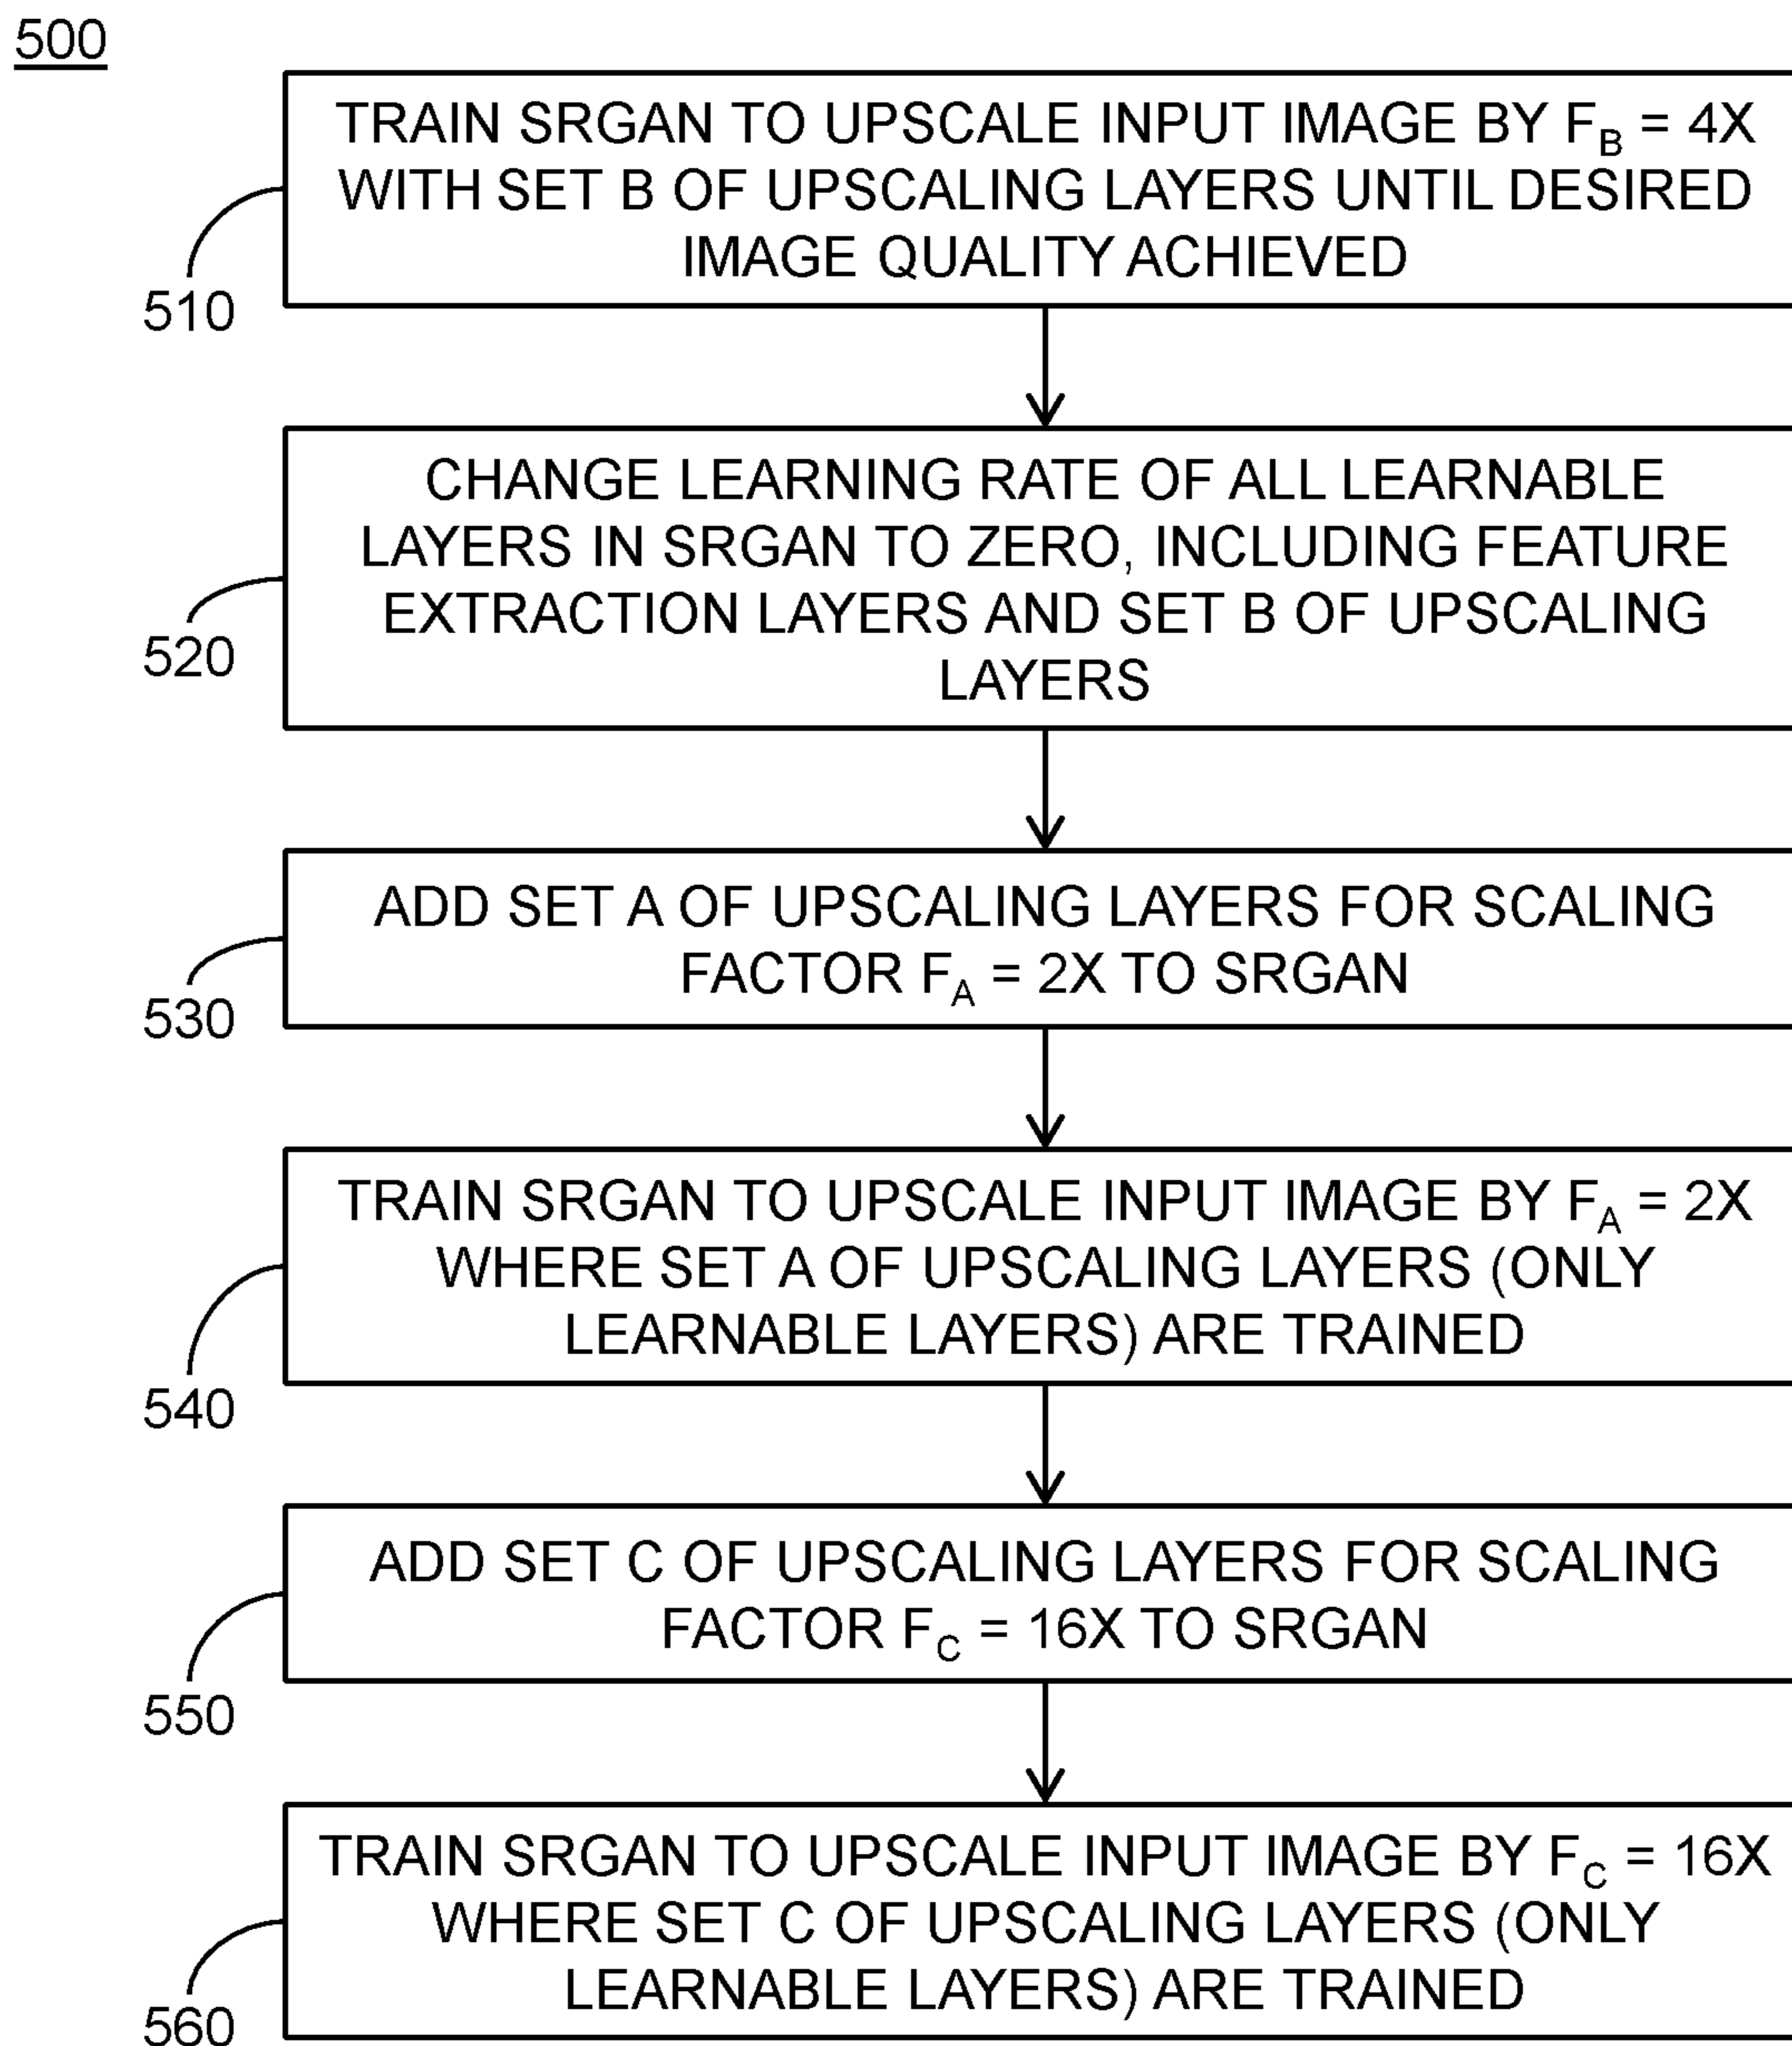 500
TRAIN SRGAN TO UPSCALE INPUT IMAGE BY F_B = 4X
WITH SET B OF UPSCALING LAYERS UNTIL DESIRED
IMAGE QUALITY ACHIEVED
510
CHANGE LEARNING RATE OF ALL LEARNABLE
LAYERS IN SRGAN TO ZERO, INCLUDING FEATURE
EXTRACTION LAYERS AND SET B OF UPSCALING
LAYERS
520
ADD SET A OF UPSCALING LAYERS FOR SCALING
FACTOR F_A = 2X TO SRGAN
530
TRAIN SRGAN TO UPSCALE INPUT IMAGE BY F_A = 2X
WHERE SET A OF UPSCALING LAYERS (ONLY
LEARNABLE LAYERS) ARE TRAINED
540
ADD SET C OF UPSCALING LAYERS FOR SCALING
FACTOR F_C = 16X TO SRGAN
550
TRAIN SRGAN TO UPSCALE INPUT IMAGE BY F_C = 16X
WHERE SET C OF UPSCALING LAYERS (ONLY
LEARNABLE LAYERS) ARE TRAINED
560